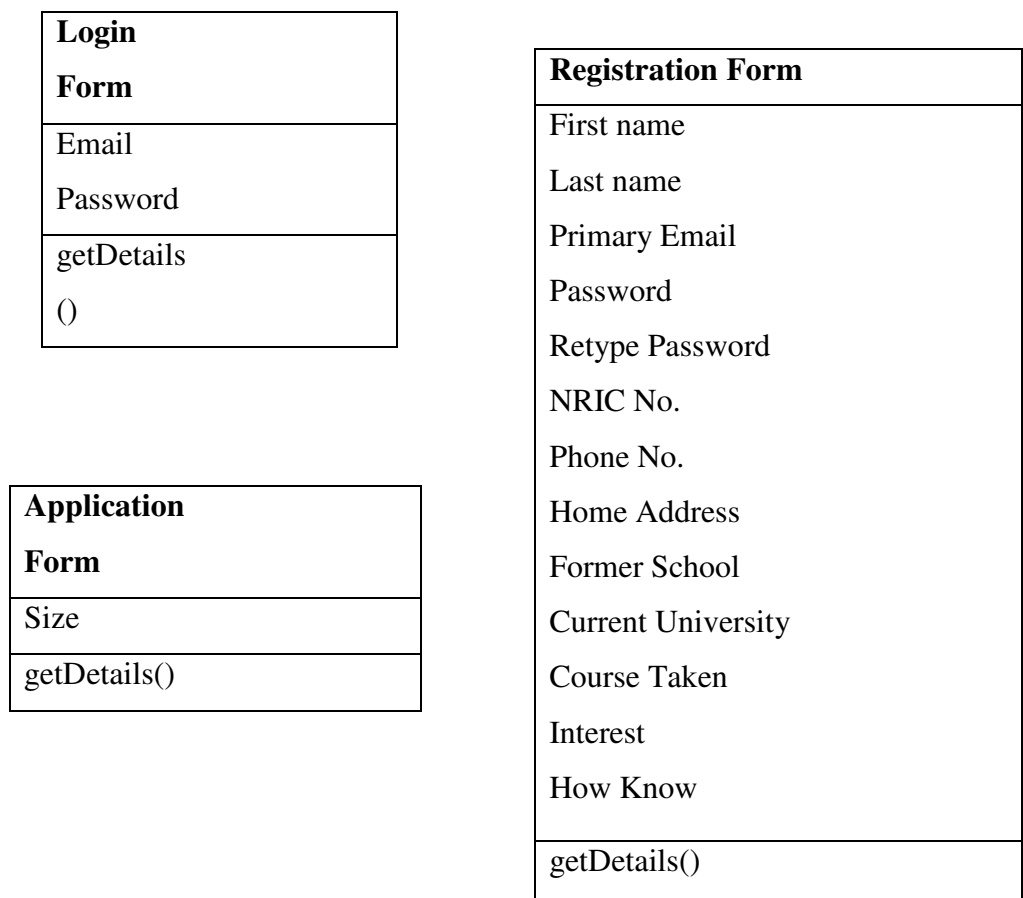 Login
Form
Email
Password
getDetails
()
Application
Form
Size
getDetails()
Registration Form
First name
Last name
Primary Email
Password
Retype Password
NRIC No.
Phone No.
Home Address
Former School
Current University
Course Taken
Interest
How Know
getDetails()